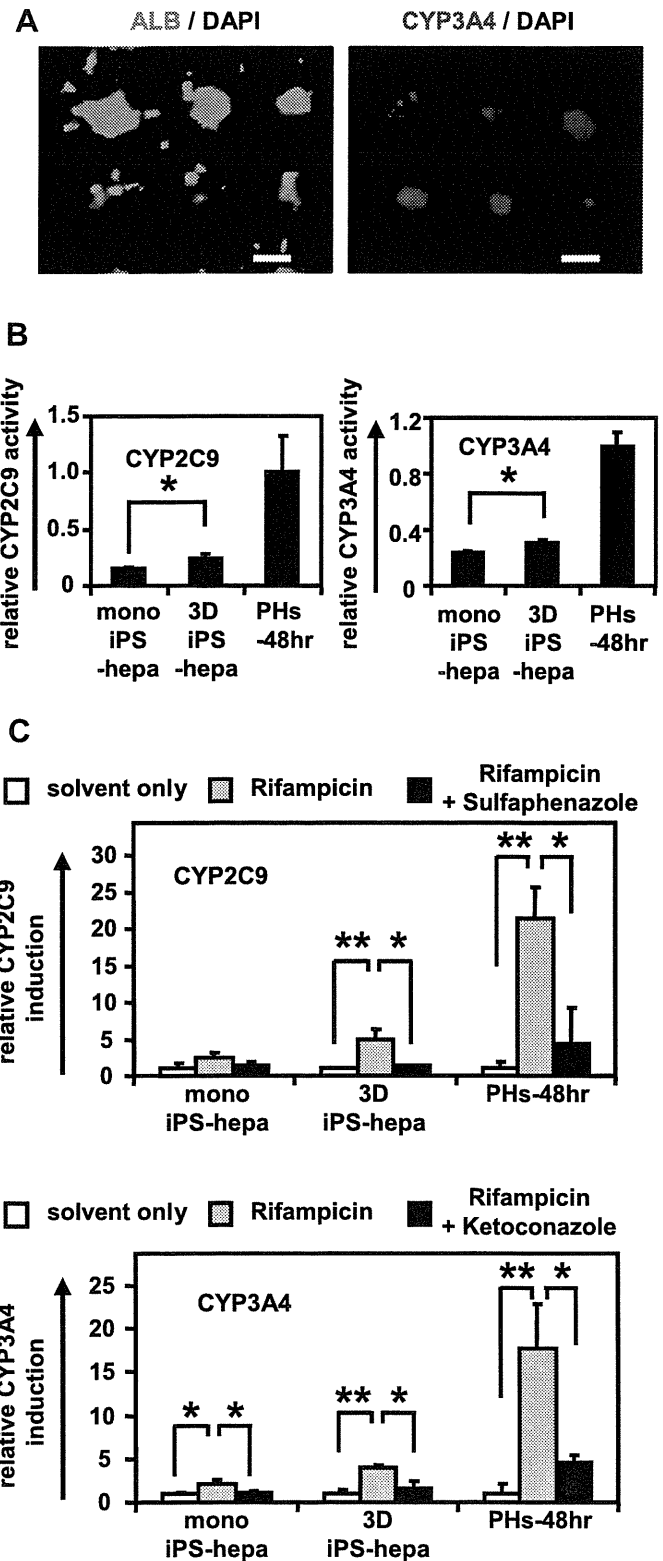 A
ALB / DAPI
CYP3A4 / DAPI
B
relative CYP2C9 activity
1.5
1.0
0.5
0
CYP2C9
*
mono
iPS
-hepa
3D
iPS
-hepa
PHs
-48hr
relative CYP3A4 activity
1.2
0.8
0.4
0
CYP3A4
*
mono
iPS
-hepa
3D
iPS
-hepa
PHs
-48hr
C
solvent only
Rifampicin
Rifampicin
+ Sulfaphenazole
relative CYP2C9
induction
30
25
20
15
10
5
0
CYP2C9
** *
** *
mono
iPS-hepa
3D
iPS-hepa
PHs-48hr
solvent only
Rifampicin
Rifampicin
+ Ketoconazole
relative CYP3A4
induction
25
20
15
10
5
0
CYP3A4
* *
** *
** *
mono
iPS-hepa
3D
iPS-hepa
PHs-48hr